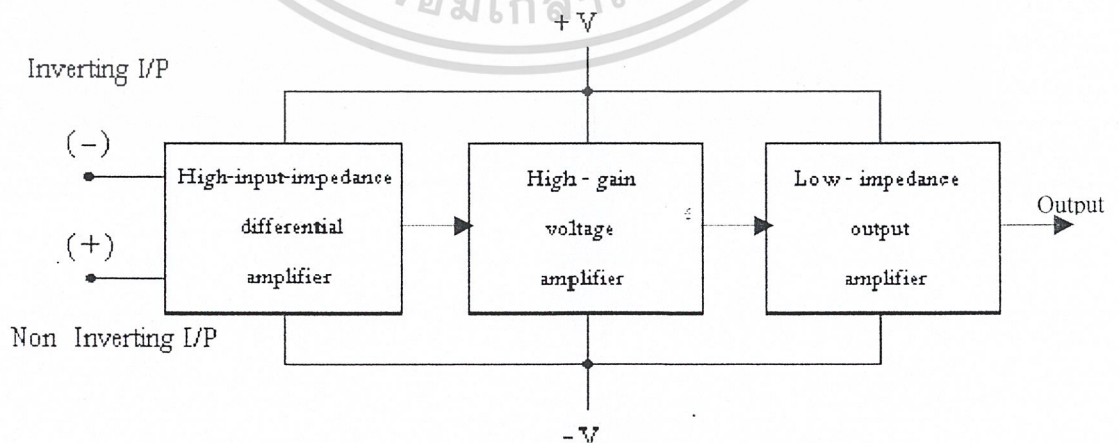 +V
Inverting I/P
(-)
High-input-impedance
differential
amplifier
High - gain
voltage
amplifier
Low - impedance
output
amplifier
Output
(+)
Non Inverting I/P
-V